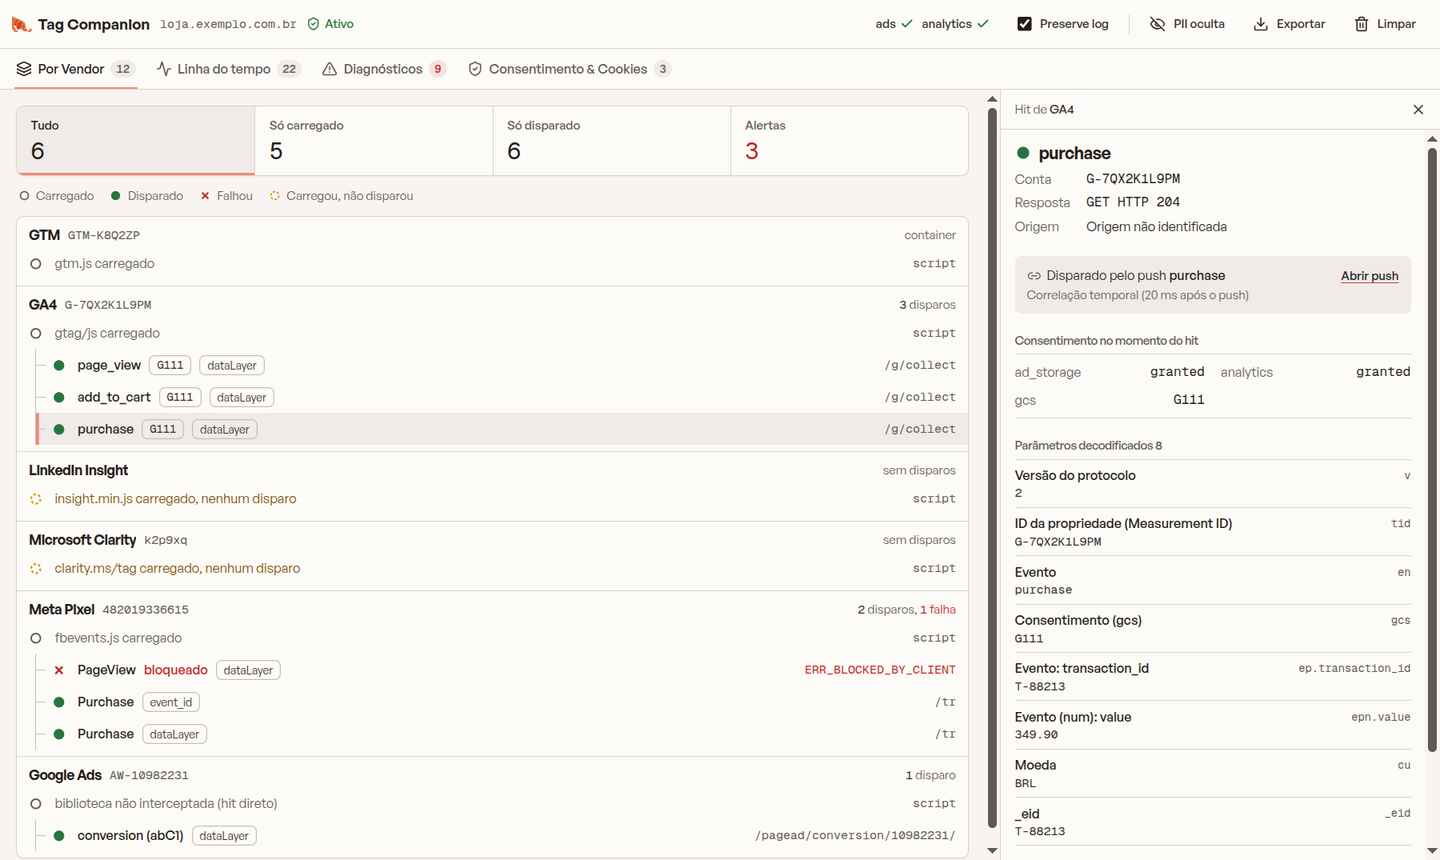 Tag Companion loja.exemplo.com.br Ativo ads analytics Preserve log PII oculta Exportar Limpar
Por Vendor 12 Linha do tempo 22 Diagnósticos 9 Consentimento & Cookies 3
Tudo
6
Só carregado
5
Só disparado
6
Alertas
3
Carregado Disparado Falhou Carregou, não disparou
GTM GTM-K8Q2ZP container
gtm.js carregado script
GA4 G-7QX2K1L9PM 3 disparos
gtag/js carregado script
page_view G111 dataLayer /g/collect
add_to_cart G111 dataLayer /g/collect
purchase G111 dataLayer /g/collect
LinkedIn Insight sem disparos
insight.min.js carregado, nenhum disparo script
Microsoft Clarity k2p9xq sem disparos
clarity.ms/tag carregado, nenhum disparo script
Meta Pixel 482019336615 2 disparos, 1 falha
fbevents.js carregado script
PageView bloqueado dataLayer ERR_BLOCKED_BY_CLIENT
Purchase event_id /tr
Purchase dataLayer /tr
Google Ads AW-10982231 1 disparo
biblioteca não interceptada (hit direto) script
conversion (abC1) dataLayer /pagead/conversion/10982231/
Hit de GA4
purchase
Conta G-7QX2K1L9PM
Resposta GET HTTP 204
Origem Origem não identificada
Disparado pelo push purchase Abrir push
Correlação temporal (20 ms após o push)
Consentimento no momento do hit
ad_storage granted analytics granted
gcs G111
Parâmetros decodificados 8
Versão do protocolo v
2
ID da propriedade (Measurement ID) tid
G-7QX2K1L9PM
Evento en
purchase
Consentimento (gcs) gcs
G111
Evento: transaction_id ep.transaction_id
T-88213
Evento (num): value epn.value
349.90
Moeda cu
BRL
_eid _eid
T-88213